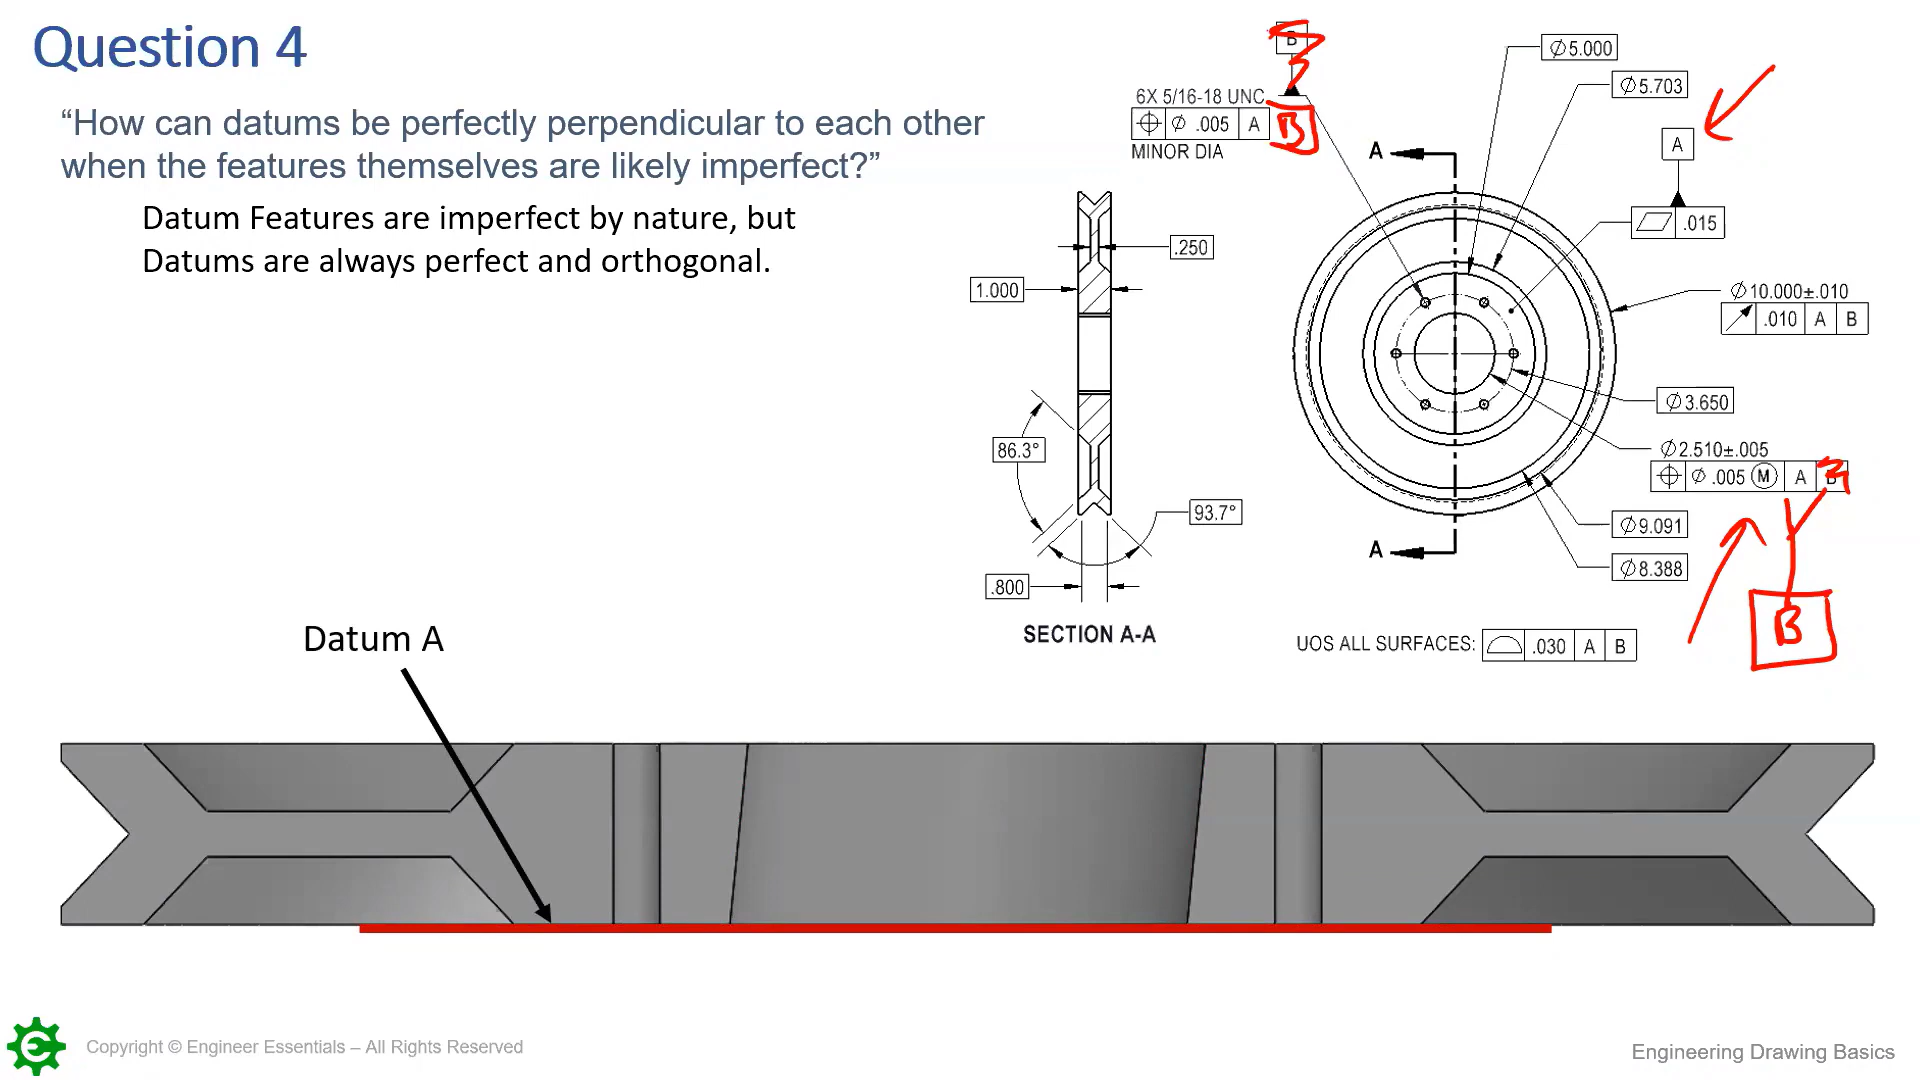 Question 4
“How can datums be perfectly perpendicular to each other
when the features themselves are likely imperfect?”
Datum Features are imperfect by nature, but
Datums are always perfect and orthogonal.
B
6X 5/16-18 UNC
⌖ ⌀ .005 A B
MINOR DIA
⌀5.000
⌀5.703
A
⏥ .015
A
.250
1.000
⌀10.000±.010
↗ .010 A B
⌀3.650
86.3°
⌀2.510±.005
⌖ ⌀ .005 Ⓜ A B
93.7°
⌀9.091
A
⌀8.388
.800
B
SECTION A-A
UOS ALL SURFACES: ⌓ .030 A B
Datum A
Copyright © Engineer Essentials – All Rights Reserved
Engineering Drawing Basics